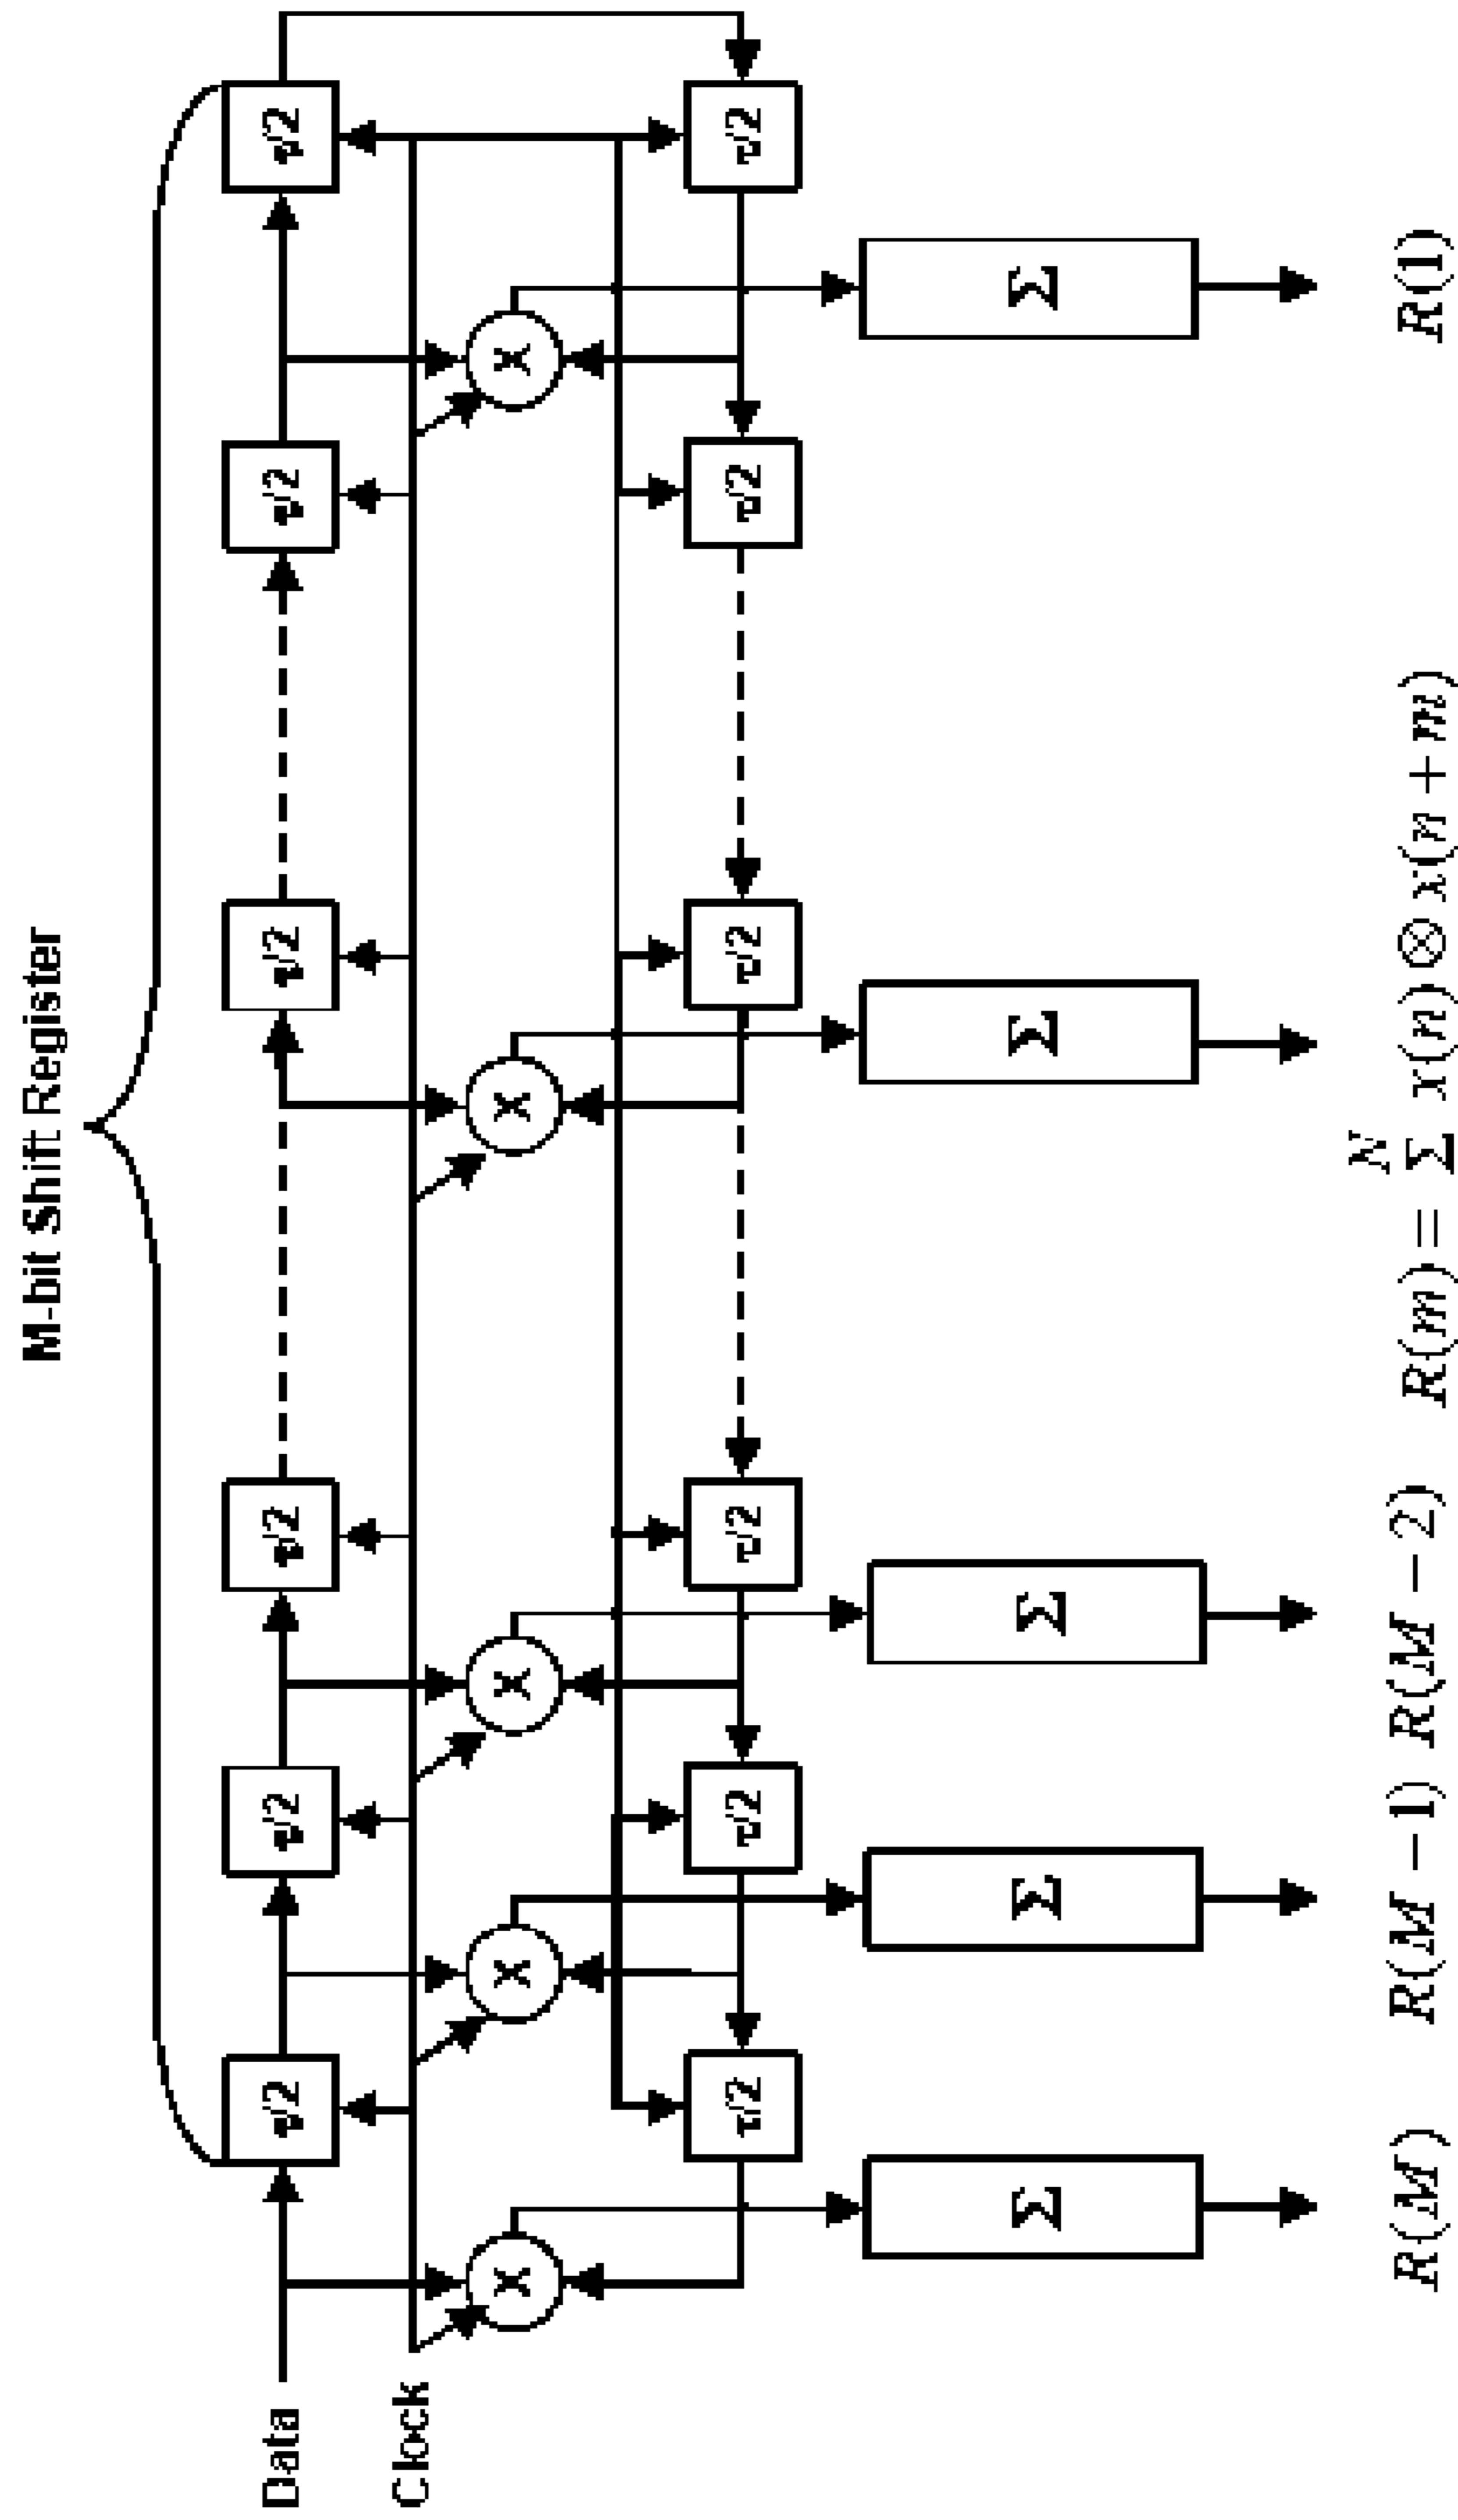 M-bit Shift Register
Data τ/2 τ/2 τ/2 τ/2 τ/2 τ/2
Clock
x x x x x
τ/2 τ/2 τ/2 τ/2 τ/2 τ/2
Σ Σ Σ Σ Σ
N
R(M) R(M − 1) R(M − 2) R(m) = Σ x(n) ⊗ x(n + m) R(1)